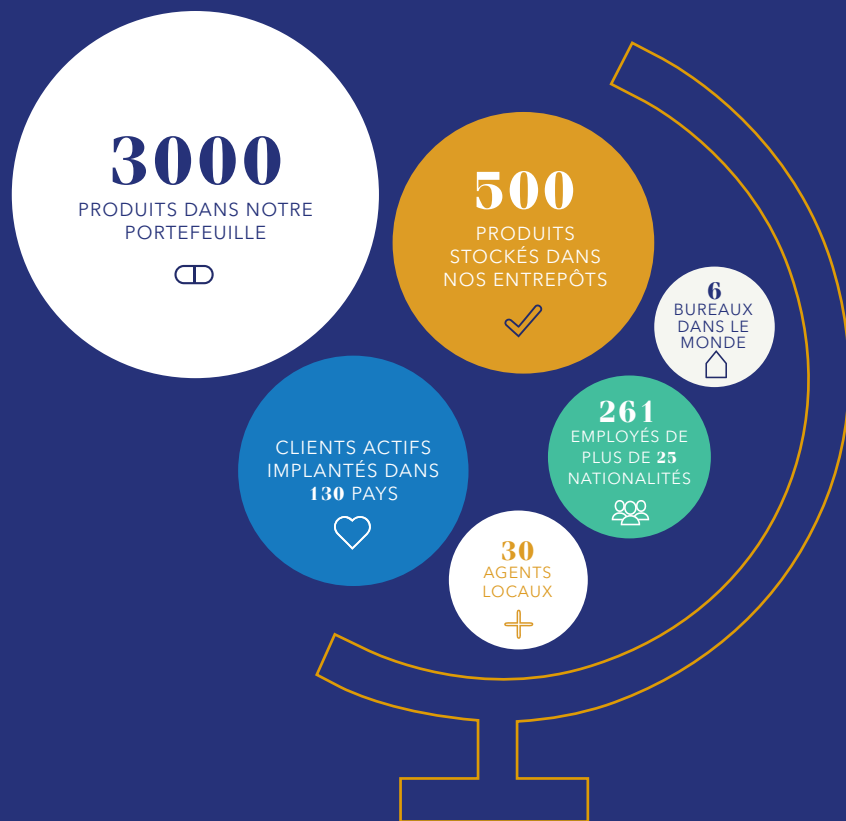 3000
PRODUITS DANS NOTRE
PORTEFEUILLE
500
PRODUITS
STOCKÉS DANS
NOS ENTREPÔTS
6
BUREAUX
DANS LE
MONDE
CLIENTS ACTIFS
IMPLANTÉS DANS
130 PAYS
261
EMPLOYÉS DE
PLUS DE 25
NATIONALITÉS
30
AGENTS
LOCAUX